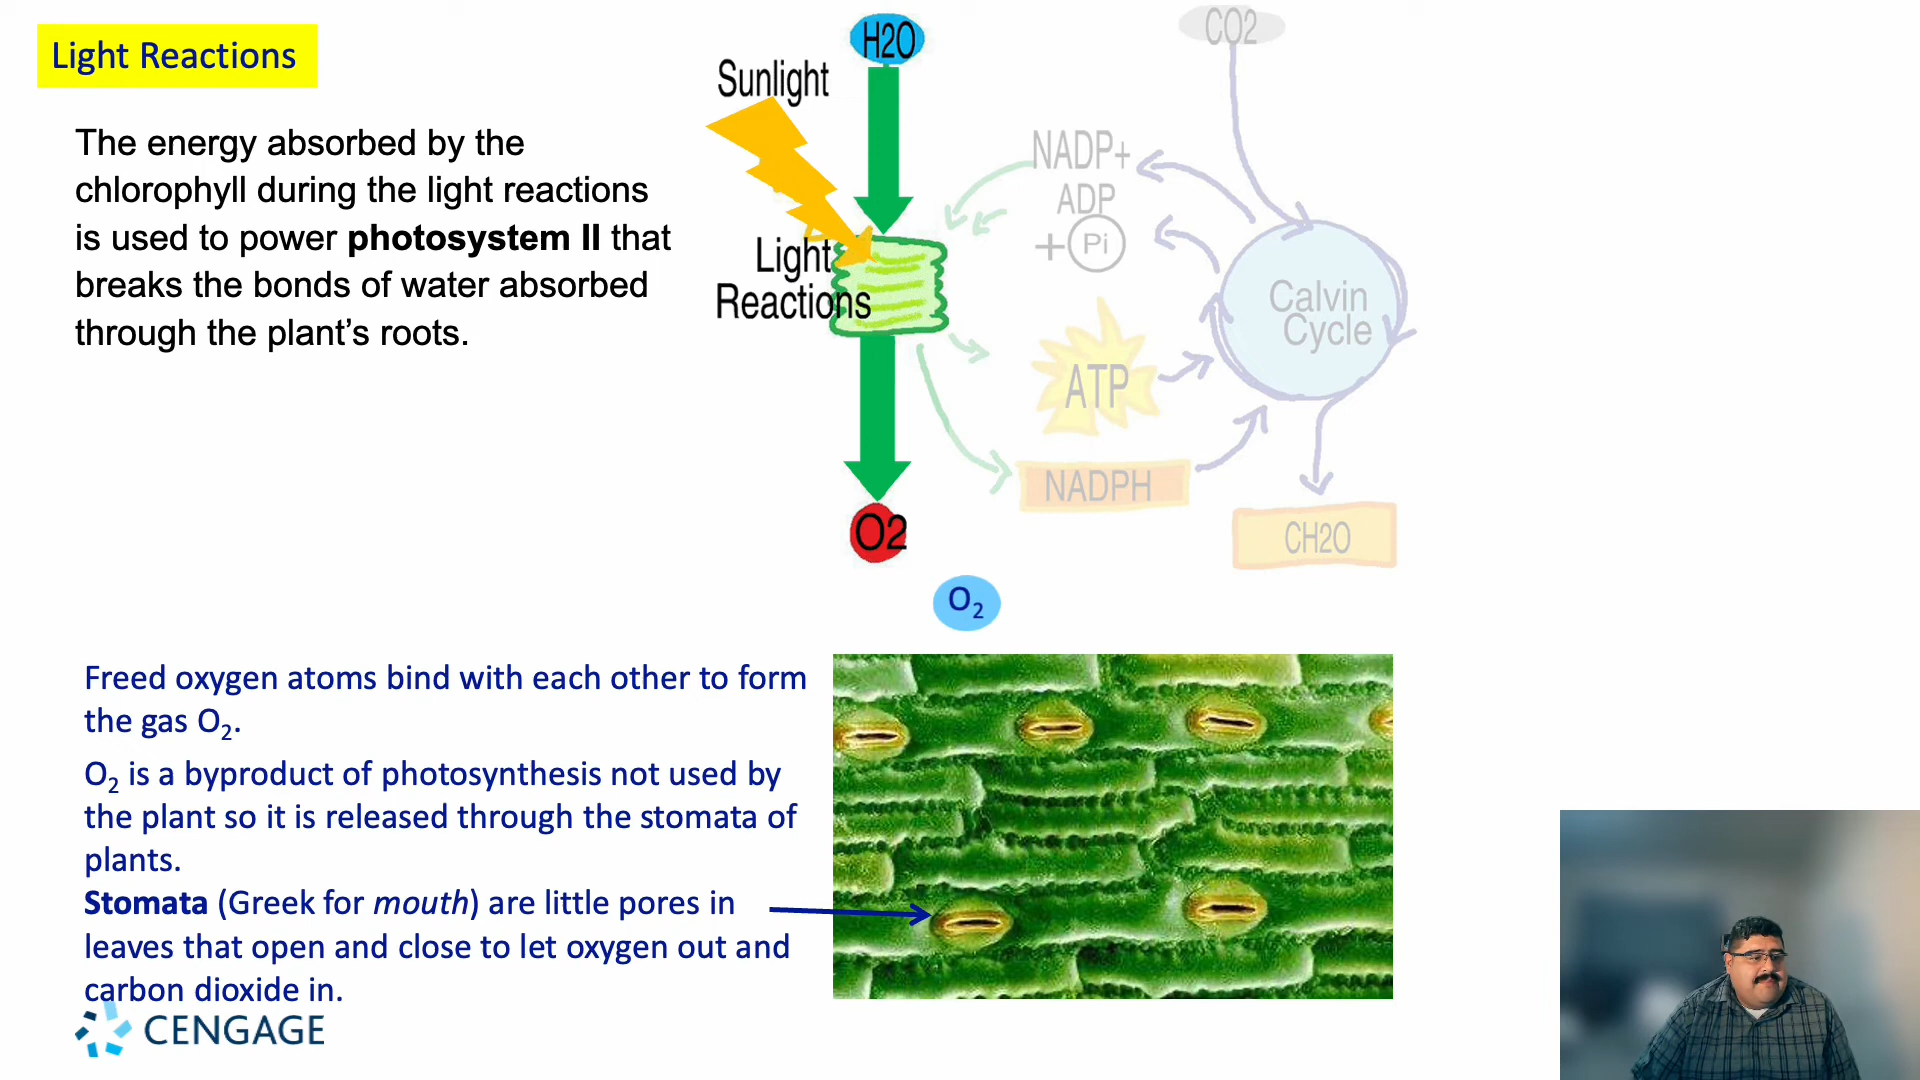 Light Reactions
The energy absorbed by the
chlorophyll during the light reactions
is used to power photosystem II that
breaks the bonds of water absorbed
through the plant's roots.
H2O
Sunlight
Light
Reactions
O2
CO2
NADP+
ADP
+Pi
ATP
NADPH
Calvin
Cycle
CH2O
O₂
Freed oxygen atoms bind with each other to form
the gas O₂.
O₂ is a byproduct of photosynthesis not used by
the plant so it is released through the stomata of
plants.
Stomata (Greek for mouth) are little pores in
leaves that open and close to let oxygen out and
carbon dioxide in.
CENGAGE